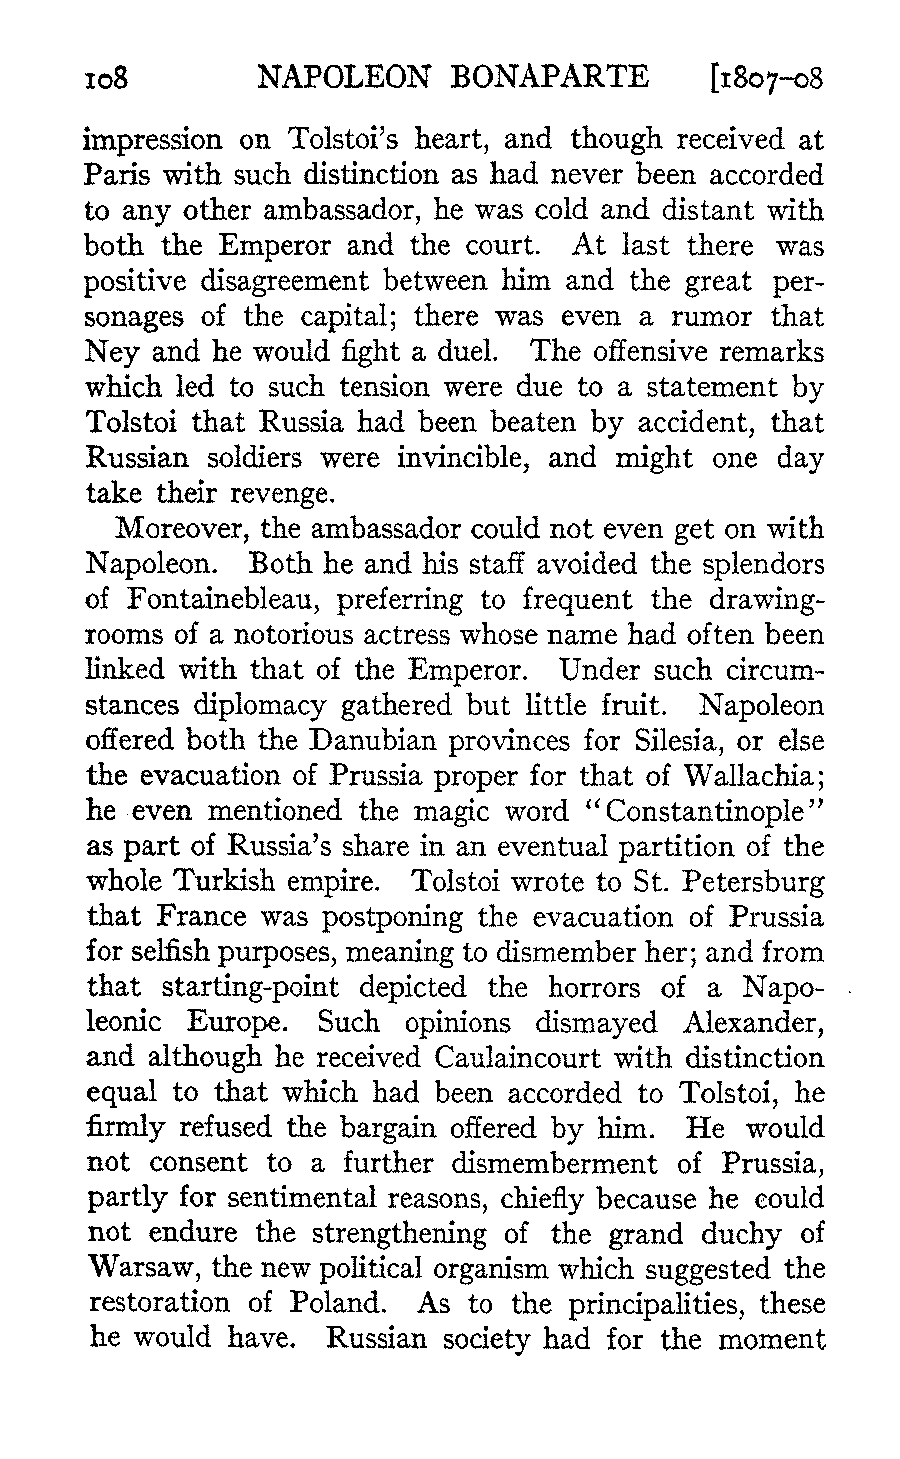 108 NAPOLEON BONAPARTE [1807–08
impression on Tolstoi's heart, and though received at
Paris with such distinction as had never been accorded
to any other ambassador, he was cold and distant with
both the Emperor and the court. At last there was
positive disagreement between him and the great per-
sonages of the capital; there was even a rumor that
Ney and he would fight a duel. The offensive remarks
which led to such tension were due to a statement by
Tolstoi that Russia had been beaten by accident, that
Russian soldiers were invincible, and might one day
take their revenge.
Moreover, the ambassador could not even get on with
Napoleon. Both he and his staff avoided the splendors
of Fontainebleau, preferring to frequent the drawing-
rooms of a notorious actress whose name had often been
linked with that of the Emperor. Under such circum-
stances diplomacy gathered but little fruit. Napoleon
offered both the Danubian provinces for Silesia, or else
the evacuation of Prussia proper for that of Wallachia;
he even mentioned the magic word "Constantinople"
as part of Russia's share in an eventual partition of the
whole Turkish empire. Tolstoi wrote to St. Petersburg
that France was postponing the evacuation of Prussia
for selfish purposes, meaning to dismember her; and from
that starting-point depicted the horrors of a Napo-
leonic Europe. Such opinions dismayed Alexander,
and although he received Caulaincourt with distinction
equal to that which had been accorded to Tolstoi, he
firmly refused the bargain offered by him. He would
not consent to a further dismemberment of Prussia,
partly for sentimental reasons, chiefly because he could
not endure the strengthening of the grand duchy of
Warsaw, the new political organism which suggested the
restoration of Poland. As to the principalities, these
he would have. Russian society had for the moment